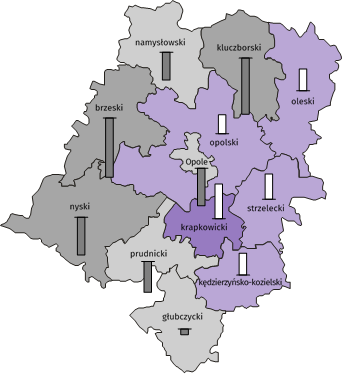 namysłowski
kluczborski
oleski
brzeski
opolski
Opole
nyski
strzelecki
krapkowicki
prudnicki
kędzierzyńsko-kozielski
głubczycki